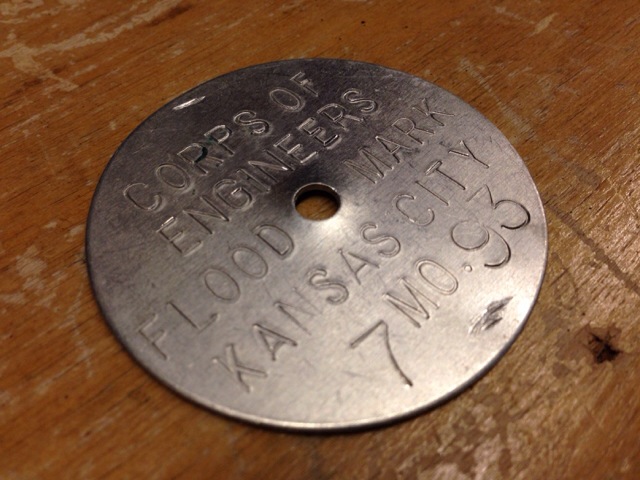 CORPS OF
ENGINEERS
FLOOD MARK
KANSAS CITY
7 MO. 93